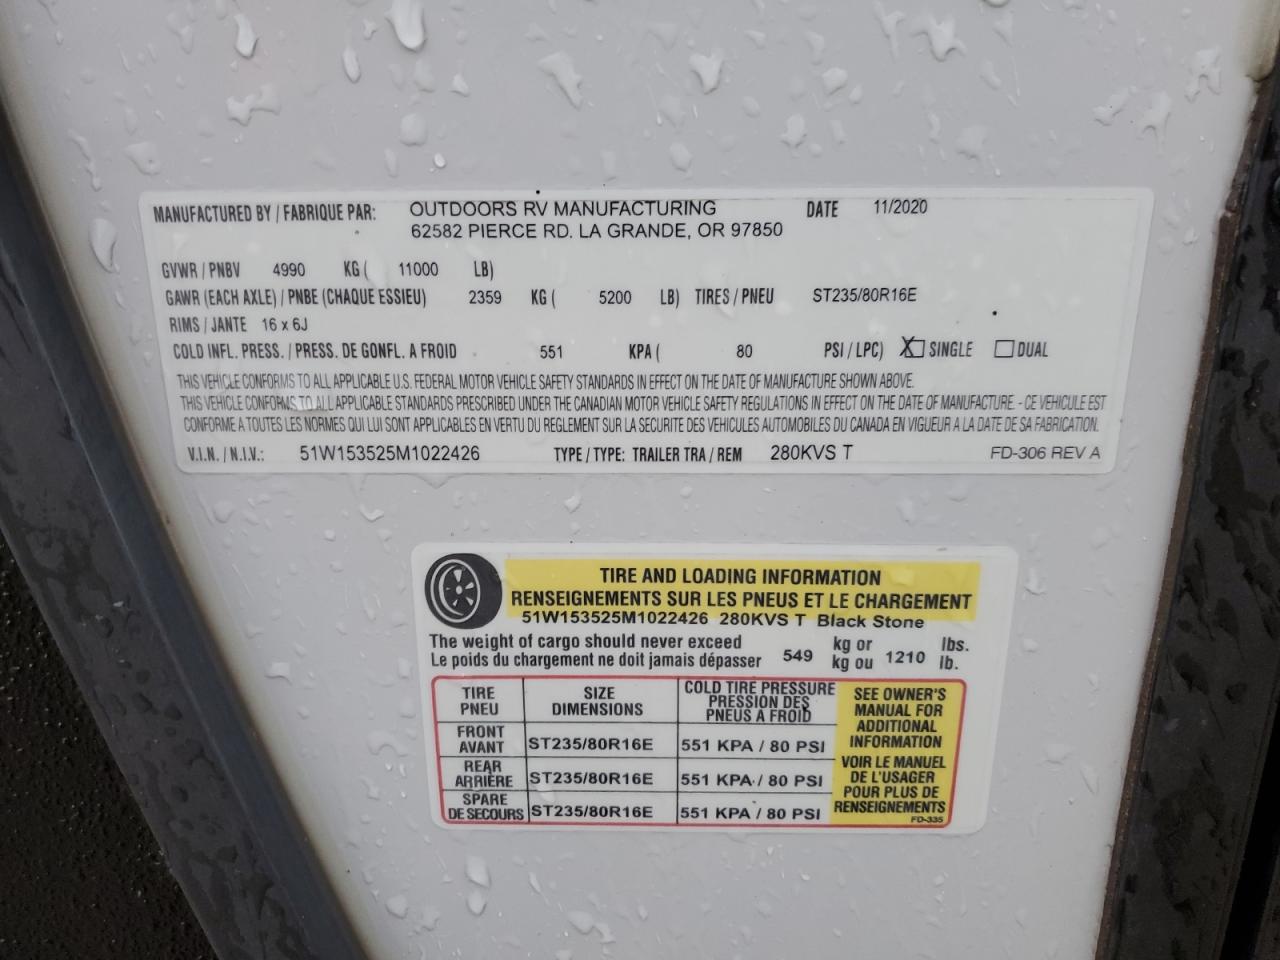 MANUFACTURED BY / FABRIQUE PAR: OUTDOORS RV MANUFACTURING DATE 11/2020
62582 PIERCE RD. LA GRANDE, OR 97850
GVWR / PNBV 4990 KG ( 11000 LB)
GAWR (EACH AXLE) / PNBE (CHAQUE ESSIEU) 2359 KG ( 5200 LB) TIRES / PNEU ST235/80R16E
RIMS / JANTE 16 x 6J
COLD INFL. PRESS. / PRESS. DE GONFL. A FROID 551 KPA ( 80 PSI / LPC) X SINGLE DUAL
THIS VEHICLE CONFORMS TO ALL APPLICABLE U.S. FEDERAL MOTOR VEHICLE SAFETY STANDARDS IN EFFECT ON THE DATE OF MANUFACTURE SHOWN ABOVE.
THIS VEHICLE CONFORMS TO ALL APPLICABLE STANDARDS PRESCRIBED UNDER THE CANADIAN MOTOR VEHICLE SAFETY REGULATIONS IN EFFECT ON THE DATE OF MANUFACTURE. - CE VEHICULE EST
CONFORME A TOUTES LES NORMES QUI LUI SONT APPLICABLES EN VERTU DU REGLEMENT SUR LA SECURITE DES VEHICULES AUTOMOBILES DU CANADA EN VIGUEUR A LA DATE DE SA FABRICATION.
V.I.N. / N.I.V.: 51W153525M1022426 TYPE / TYPE: TRAILER TRA / REM 280KVS T FD-306 REV A
TIRE AND LOADING INFORMATION
RENSEIGNEMENTS SUR LES PNEUS ET LE CHARGEMENT
51W153525M1022426 280KVS T Black Stone
The weight of cargo should never exceed kg or lbs.
Le poids du chargement ne doit jamais dépasser 549 kg ou 1210 lb.
TIRE SIZE COLD TIRE PRESSURE
PNEU DIMENSIONS PRESSION DES
PNEUS A FROID
FRONT
AVANT ST235/80R16E 551 KPA / 80 PSI
REAR
ARRIÈRE ST235/80R16E 551 KPA / 80 PSI
SPARE
DE SECOURS ST235/80R16E 551 KPA / 80 PSI
SEE OWNER'S
MANUAL FOR
ADDITIONAL
INFORMATION
VOIR LE MANUEL
DE L'USAGER
POUR PLUS DE
RENSEIGNEMENTS
FD-335